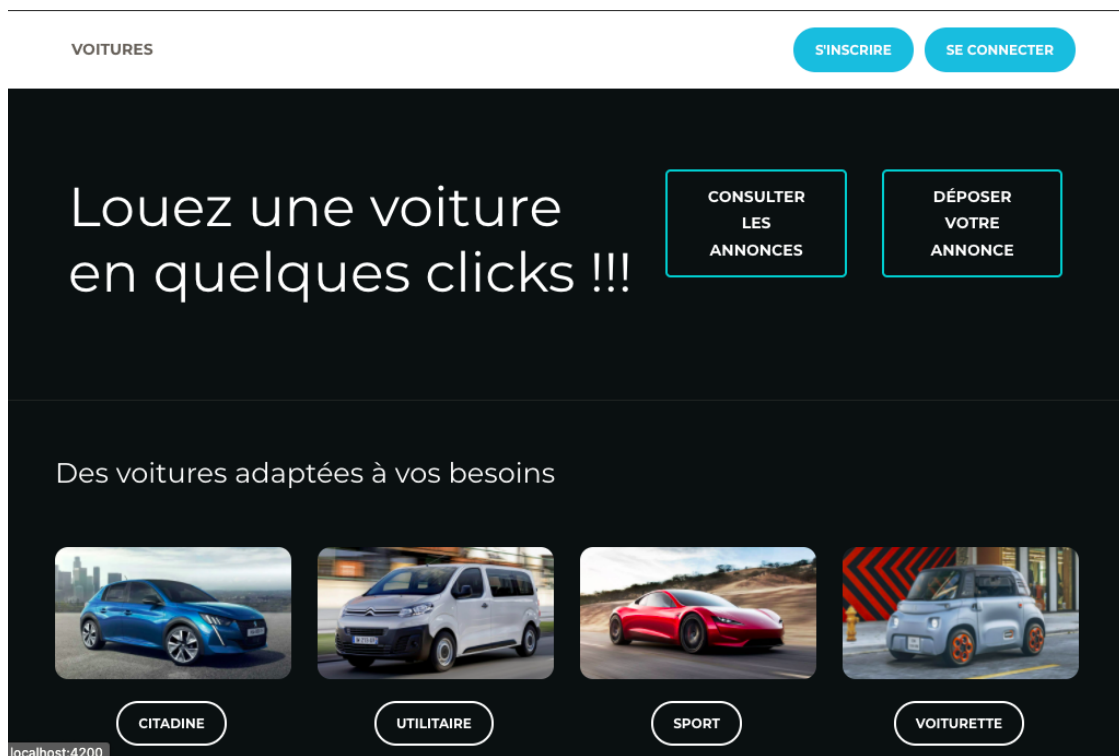 VOITURES
S'INSCRIRE
SE CONNECTER
Louez une voiture
en quelques clicks !!!
CONSULTER
LES
ANNONCES
DÉPOSER
VOTRE
ANNONCE
Des voitures adaptées à vos besoins
CITADINE
UTILITAIRE
SPORT
VOITURETTE
localhost:4200